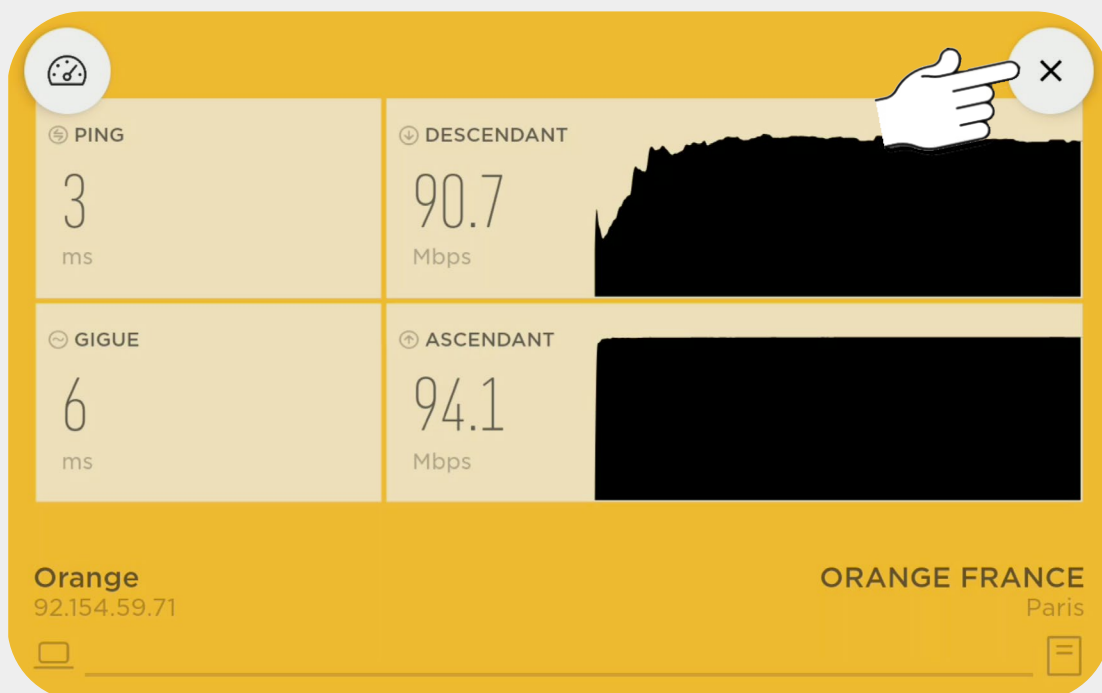 PING
3
ms
DESCENDANT
90.7
Mbps
GIGUE
6
ms
ASCENDANT
94.1
Mbps
Orange
92.154.59.71
ORANGE FRANCE
Paris